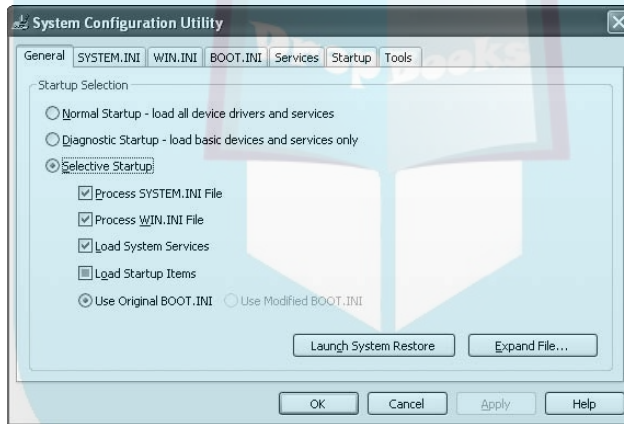 System Configuration Utility
General SYSTEM.INI WIN.INI BOOT.INI Services Startup Tools
Drop Books
Startup Selection
Normal Startup - load all device drivers and services
Diagnostic Startup - load basic devices and services only
Selective Startup
Process SYSTEM.INI File
Process WIN.INI File
Load System Services
Load Startup Items
Use Original BOOT.INI Use Modified BOOT.INI
Launch System Restore Expand File...
OK Cancel Apply Help